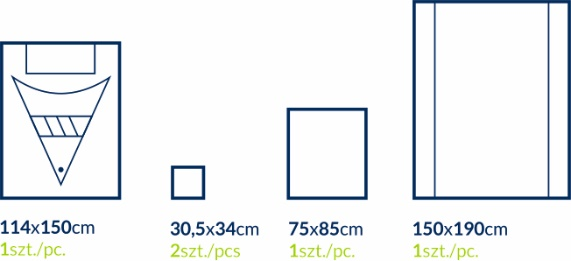 114x150cm
1szt./pc.
30,5x34cm
2szt./pcs
75x85cm
1szt./pc.
150x190cm
1szt./pc.